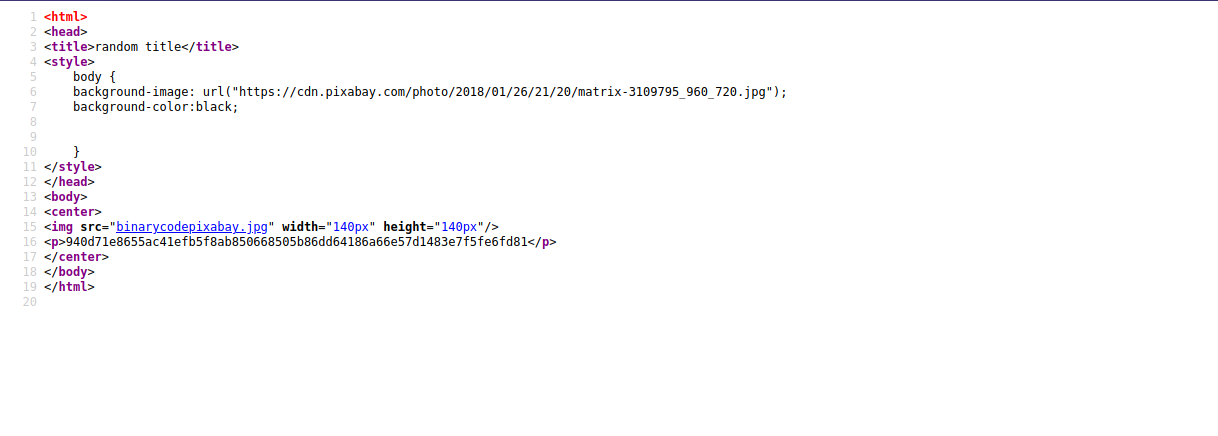 1 <html>
2 <head>
3 <title>random title</title>
4 <style>
5     body {
6     background-image: url("https://cdn.pixabay.com/photo/2018/01/26/21/20/matrix-3109795_960_720.jpg");
7     background-color:black;
8
9
10     }
11 </style>
12 </head>
13 <body>
14 <center>
15 <img src="binarycodepixabay.jpg" width="140px" height="140px"/>
16 <p>940d71e8655ac41efb5f8ab850668505b86dd64186a66e57d1483e7f5fe6fd81</p>
17 </center>
18 </body>
19 </html>
20